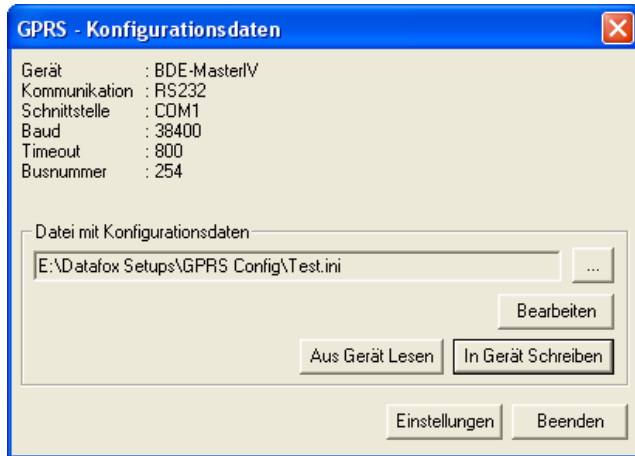 GPRS - Konfigurationsdaten
Gerät : BDE-MasterIV
Kommunikation : RS232
Schnittstelle : COM1
Baud : 38400
Timeout : 800
Busnummer : 254
Datei mit Konfigurationsdaten
E:\Datafox Setups\GPRS Config\Test.ini ...
Bearbeiten
Aus Gerät Lesen In Gerät Schreiben
Einstellungen Beenden